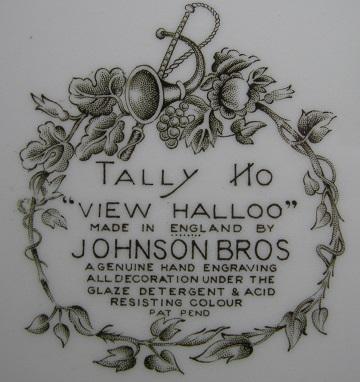 TALLY HO
"VIEW HALLOO"
MADE IN ENGLAND BY
JOHNSON BROS
A GENUINE HAND ENGRAVING
ALL DECORATION UNDER THE
GLAZE DETERGENT & ACID
RESISTING COLOUR
PAT PEND